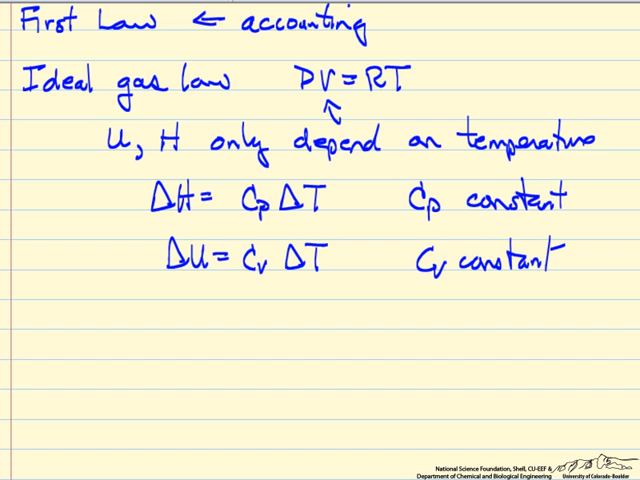 First Law ← accounting
Ideal gas law PV = RT
U, H only depend on temperature
ΔH = Cp ΔT Cp constant
ΔU = Cv ΔT Cv constant
National Science Foundation, Shell, CU-EEF &
Department of Chemical and Biological Engineering
University of Colorado-Boulder